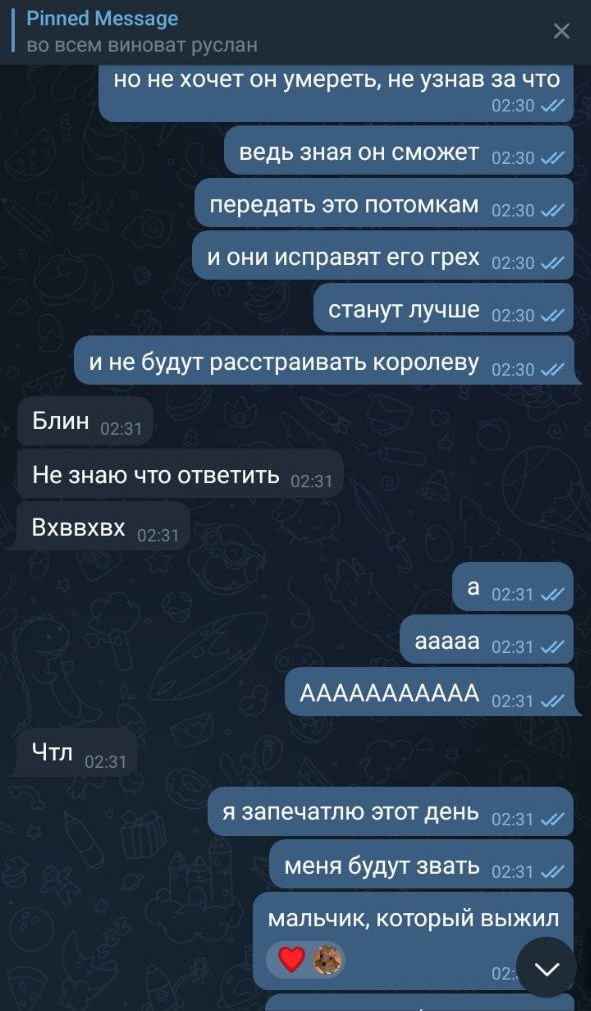 Pinned Message
во всем виноват руслан
но не хочет он умереть, не узнав за что
02:30
ведь зная он сможет 02:30
передать это потомкам 02:30
и они исправят его грех 02:30
станут лучше 02:30
и не будут расстраивать королеву 02:30
Блин 02:31
Не знаю что ответить 02:31
Вхввхвх 02:31
а 02:31
ааааа 02:31
ААААААААААА 02:31
Чтл 02:31
я запечатлю этот день 02:31
меня будут звать 02:31
мальчик, который выжил
02: